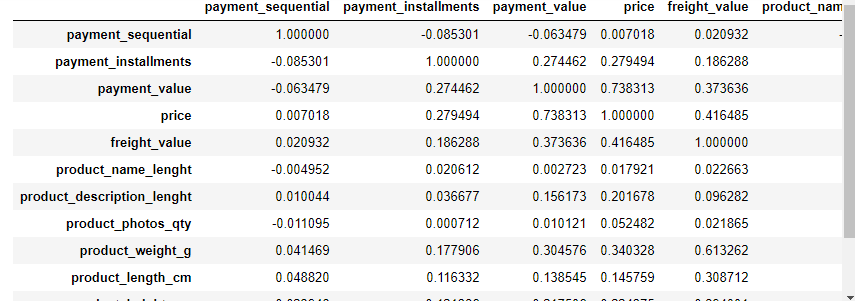 payment_sequential payment_installments payment_value price freight_value product_nam
payment_sequential 1.000000 -0.085301 -0.063479 0.007018 0.020932 -
payment_installments -0.085301 1.000000 0.274462 0.279494 0.186288
payment_value -0.063479 0.274462 1.000000 0.738313 0.373636
price 0.007018 0.279494 0.738313 1.000000 0.416485
freight_value 0.020932 0.186288 0.373636 0.416485 1.000000
product_name_lenght -0.004952 0.020612 0.002723 0.017921 0.022663
product_description_lenght 0.010044 0.036677 0.156173 0.201678 0.096282
product_photos_qty -0.011095 0.000712 0.010121 0.052482 0.021865
product_weight_g 0.041469 0.177906 0.304576 0.340328 0.613262
product_length_cm 0.048820 0.116332 0.138545 0.145759 0.308712